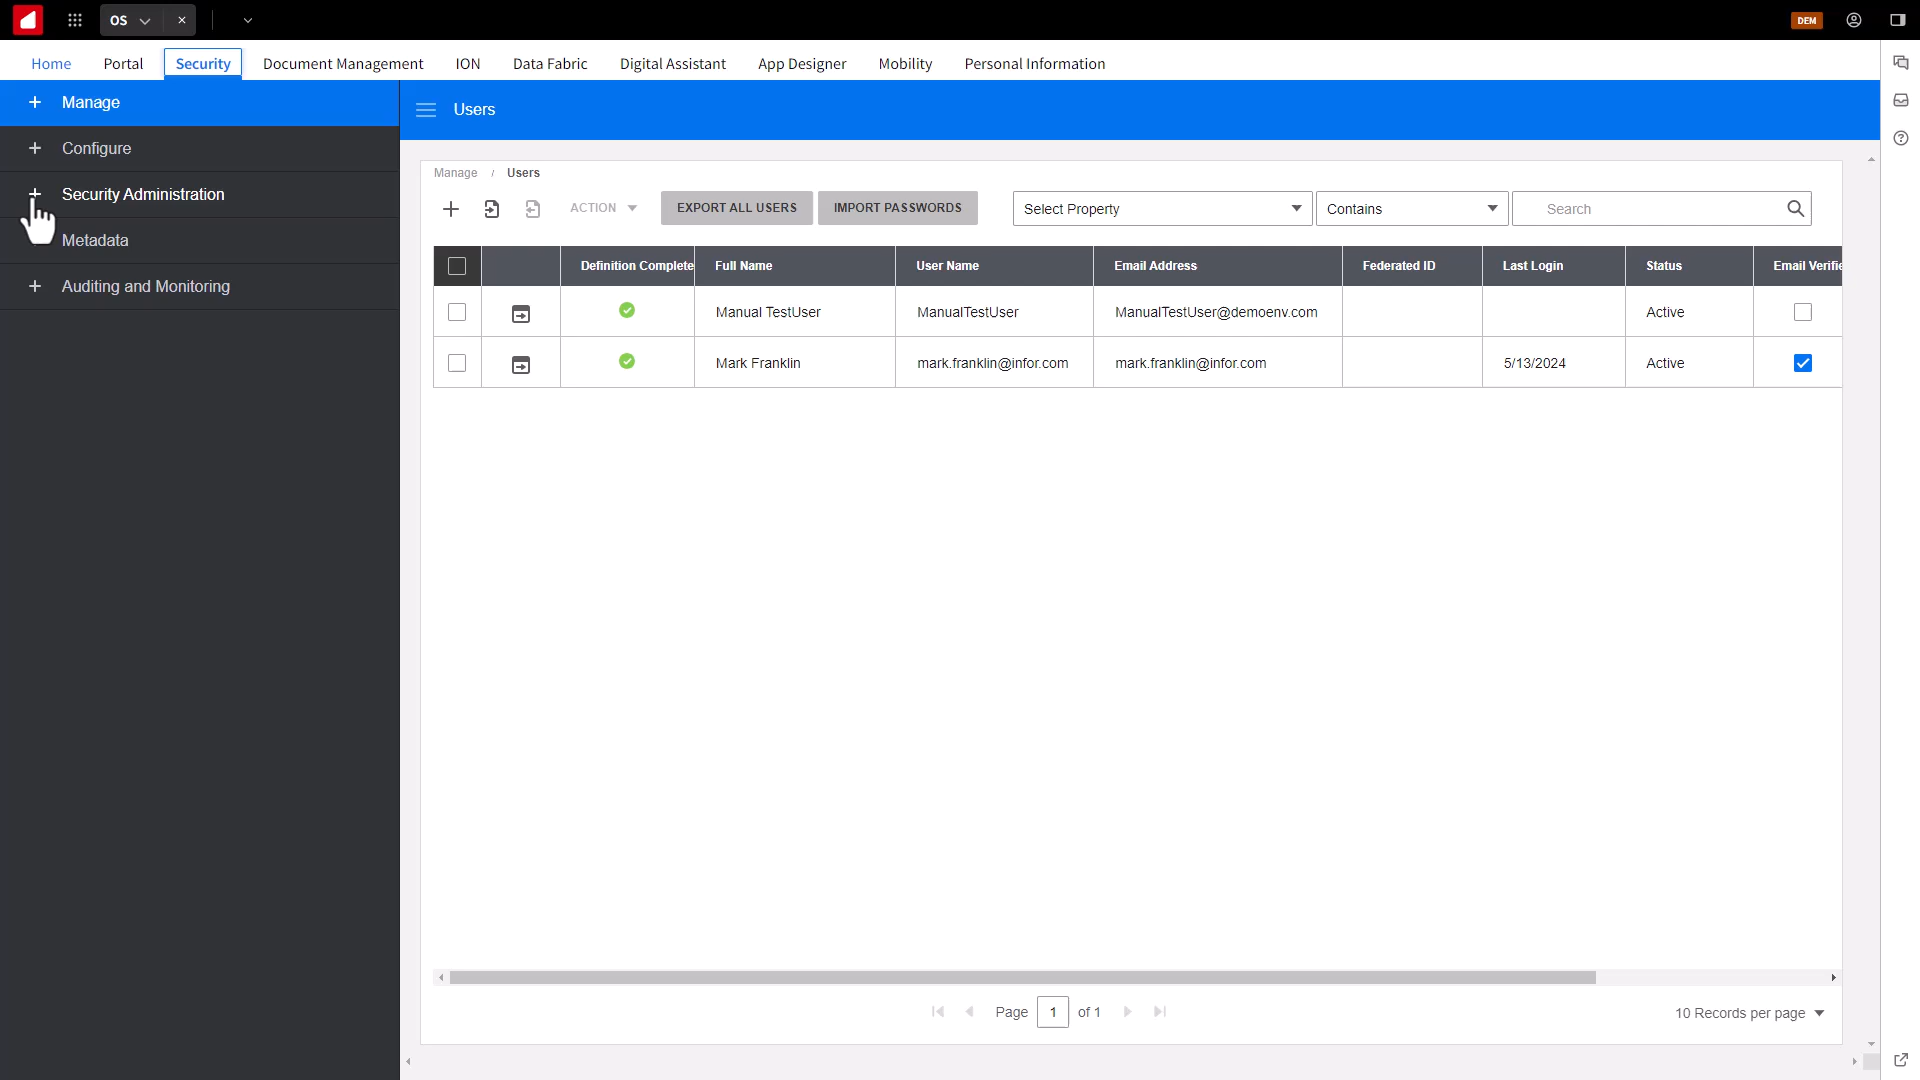 OS
DEM
Home Portal Security Document Management ION Data Fabric Digital Assistant App Designer Mobility Personal Information
Manage
Configure
Security Administration
Metadata
Auditing and Monitoring
Users
Manage / Users
ACTION EXPORT ALL USERS IMPORT PASSWORDS Select Property Contains Search
Definition Complete Full Name User Name Email Address Federated ID Last Login Status Email Verifie
Manual TestUser ManualTestUser ManualTestUser@demoenv.com Active
Mark Franklin mark.franklin@infor.com mark.franklin@infor.com 5/13/2024 Active
Page 1 of 1
10 Records per page